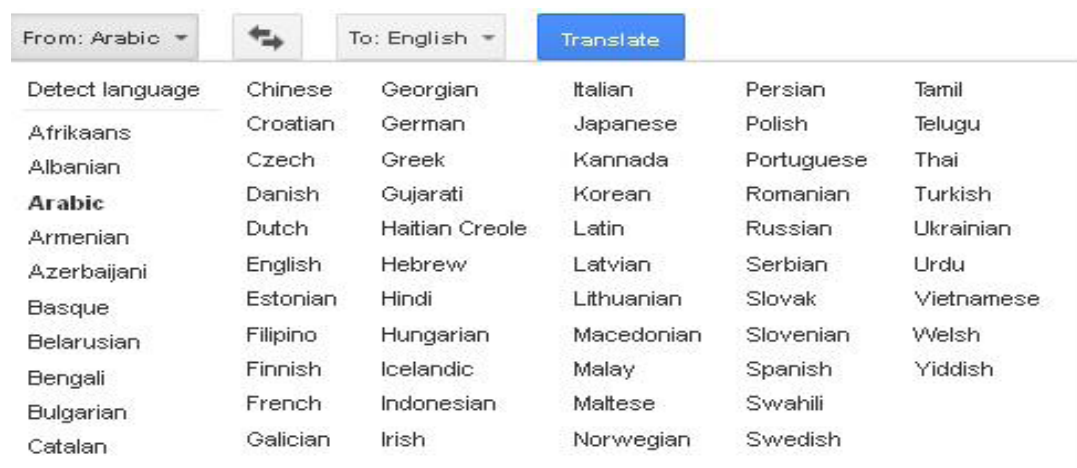 From: Arabic To: English Translate
Detect language
Afrikaans
Albanian
Arabic
Armenian
Azerbaijani
Basque
Belarusian
Bengali
Bulgarian
Catalan
Chinese
Croatian
Czech
Danish
Dutch
English
Estonian
Filipino
Finnish
French
Galician
Georgian
German
Greek
Gujarati
Haitian Creole
Hebrew
Hindi
Hungarian
Icelandic
Indonesian
Irish
Italian
Japanese
Kannada
Korean
Latin
Latvian
Lithuanian
Macedonian
Malay
Maltese
Norwegian
Persian
Polish
Portuguese
Romanian
Russian
Serbian
Slovak
Slovenian
Spanish
Swahili
Swedish
Tamil
Telugu
Thai
Turkish
Ukrainian
Urdu
Vietnamese
Welsh
Yiddish